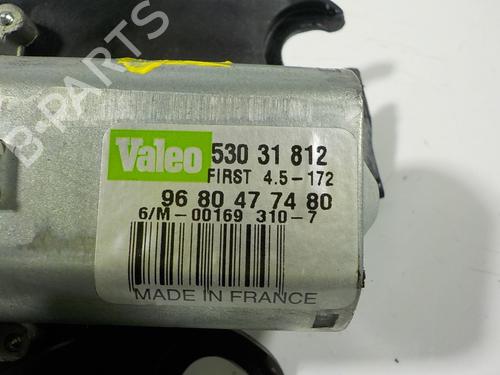 Valeo 530 31 812
FIRST 4.5-172
96 80 47 74 80
6/M-00169 310-7
MADE IN FRANCE
B-PARTS